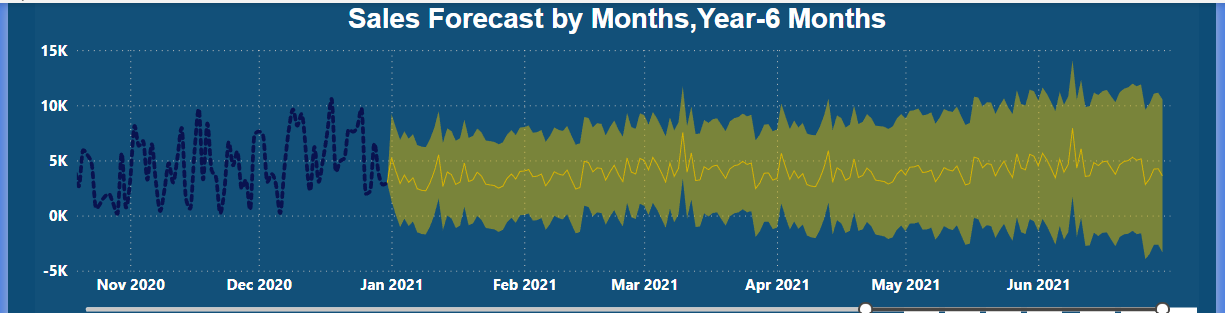 Sales Forecast by Months,Year-6 Months
15K
10K
5K
0K
-5K
Nov 2020 Dec 2020 Jan 2021 Feb 2021 Mar 2021 Apr 2021 May 2021 Jun 2021